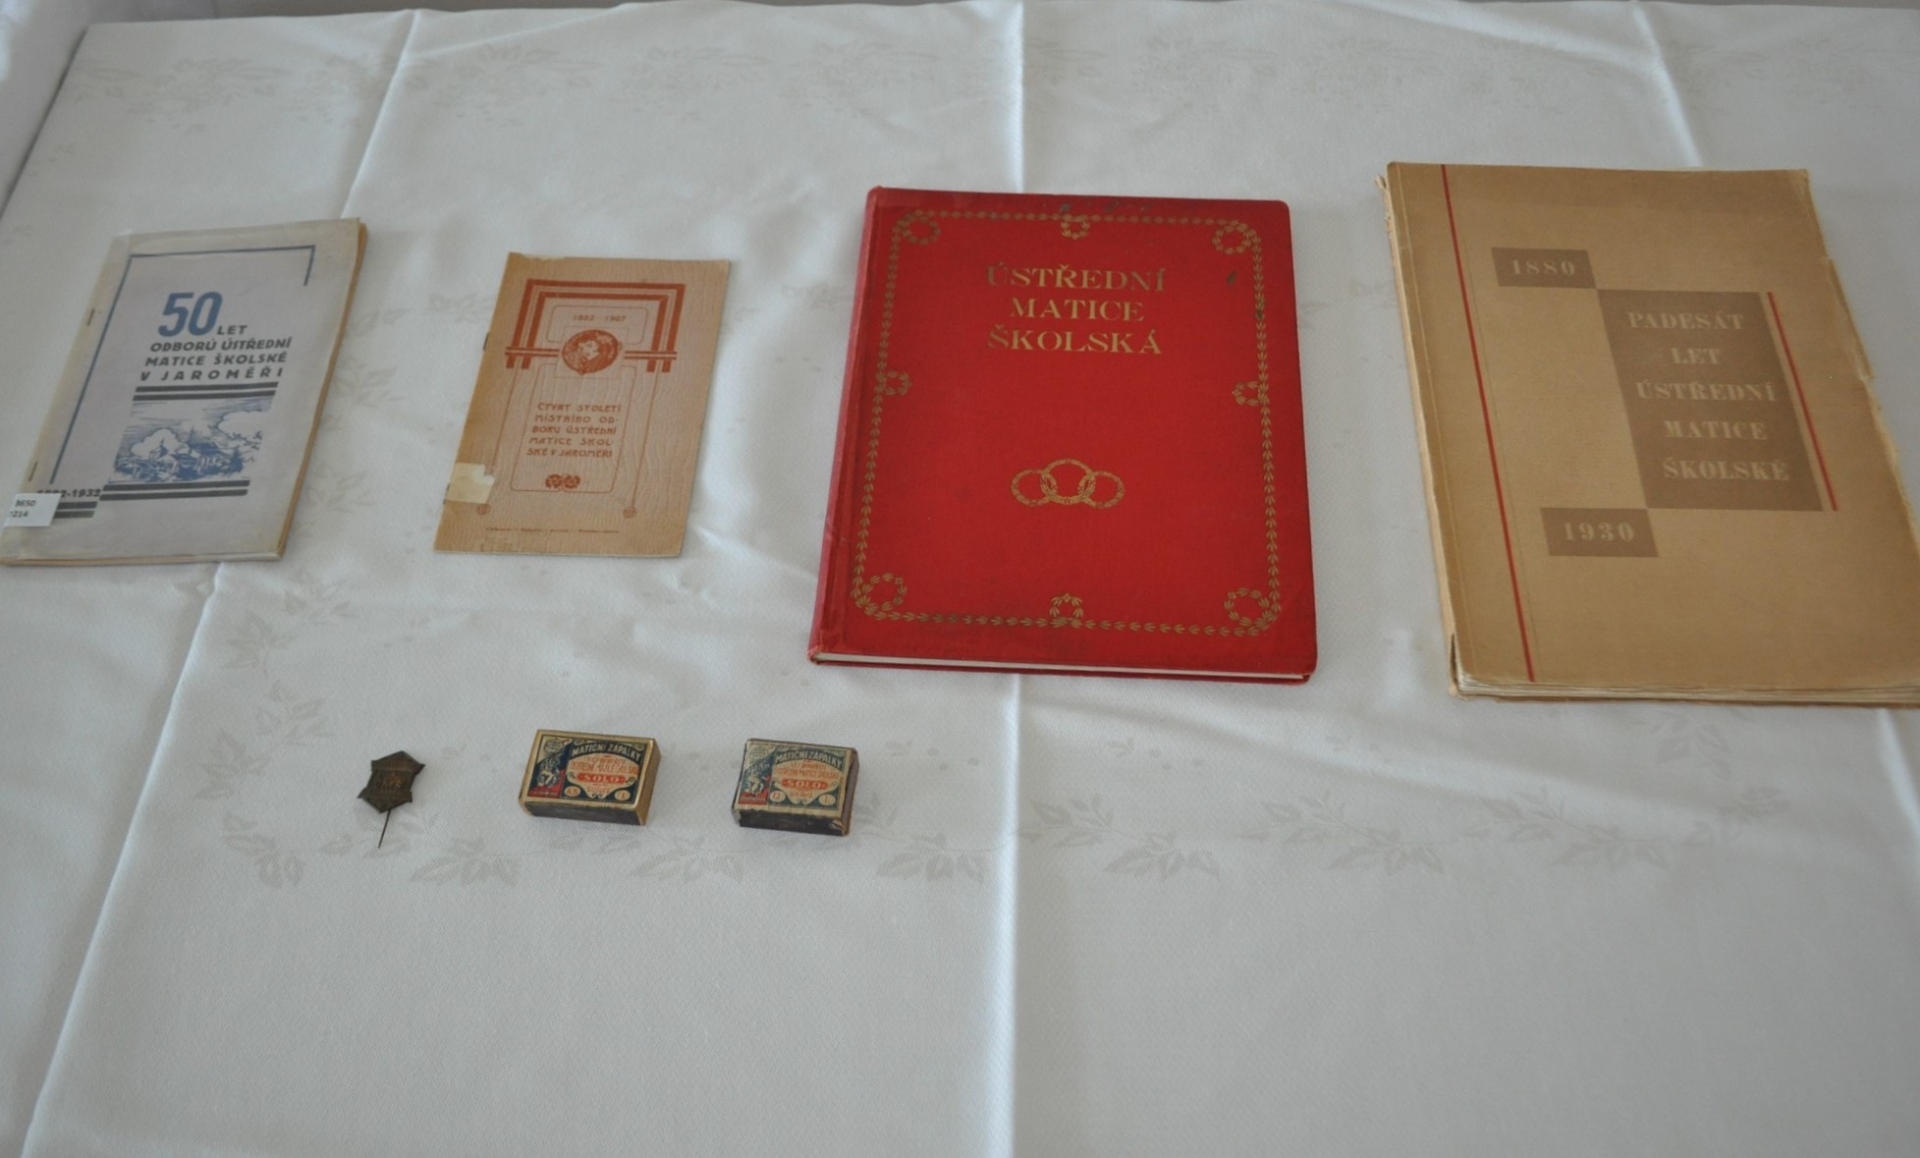 50 LET
ODBORŮ ÚSTŘEDNÍ
MATICE ŠKOLSKÉ
V JAROMĚŘI
-1932
1882-1907
ČTVRT STOLETÍ
MÍSTNÍHO OD-
BORU ÚSTŘEDNÍ
MATICE ŠKOL-
SKÉ V JAROMĚŘI
ÚSTŘEDNÍ
MATICE
ŠKOLSKÁ
1880
PADESÁT
LET
ÚSTŘEDNÍ
MATICE
ŠKOLSKÉ
1930
MATIČNÍ ZÁPALKY
SOLO
MATIČNÍ ZÁPALKY
SOLO